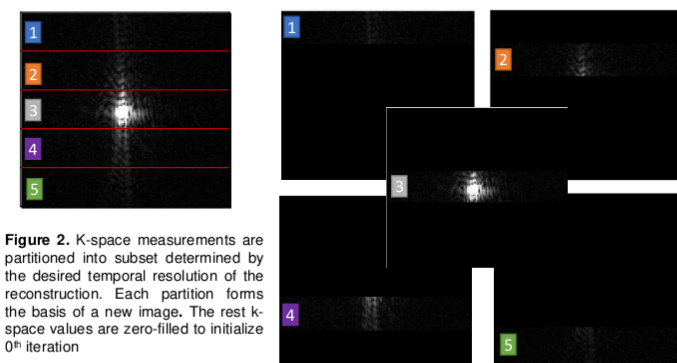 1
2
3
4
5
1
2
3
4
5
Figure 2. K-space measurements are
partitioned into subset determined by
the desired temporal resolution of the
reconstruction. Each partition forms
the basis of a new image. The rest k-
space values are zero-filled to initialize
0th iteration